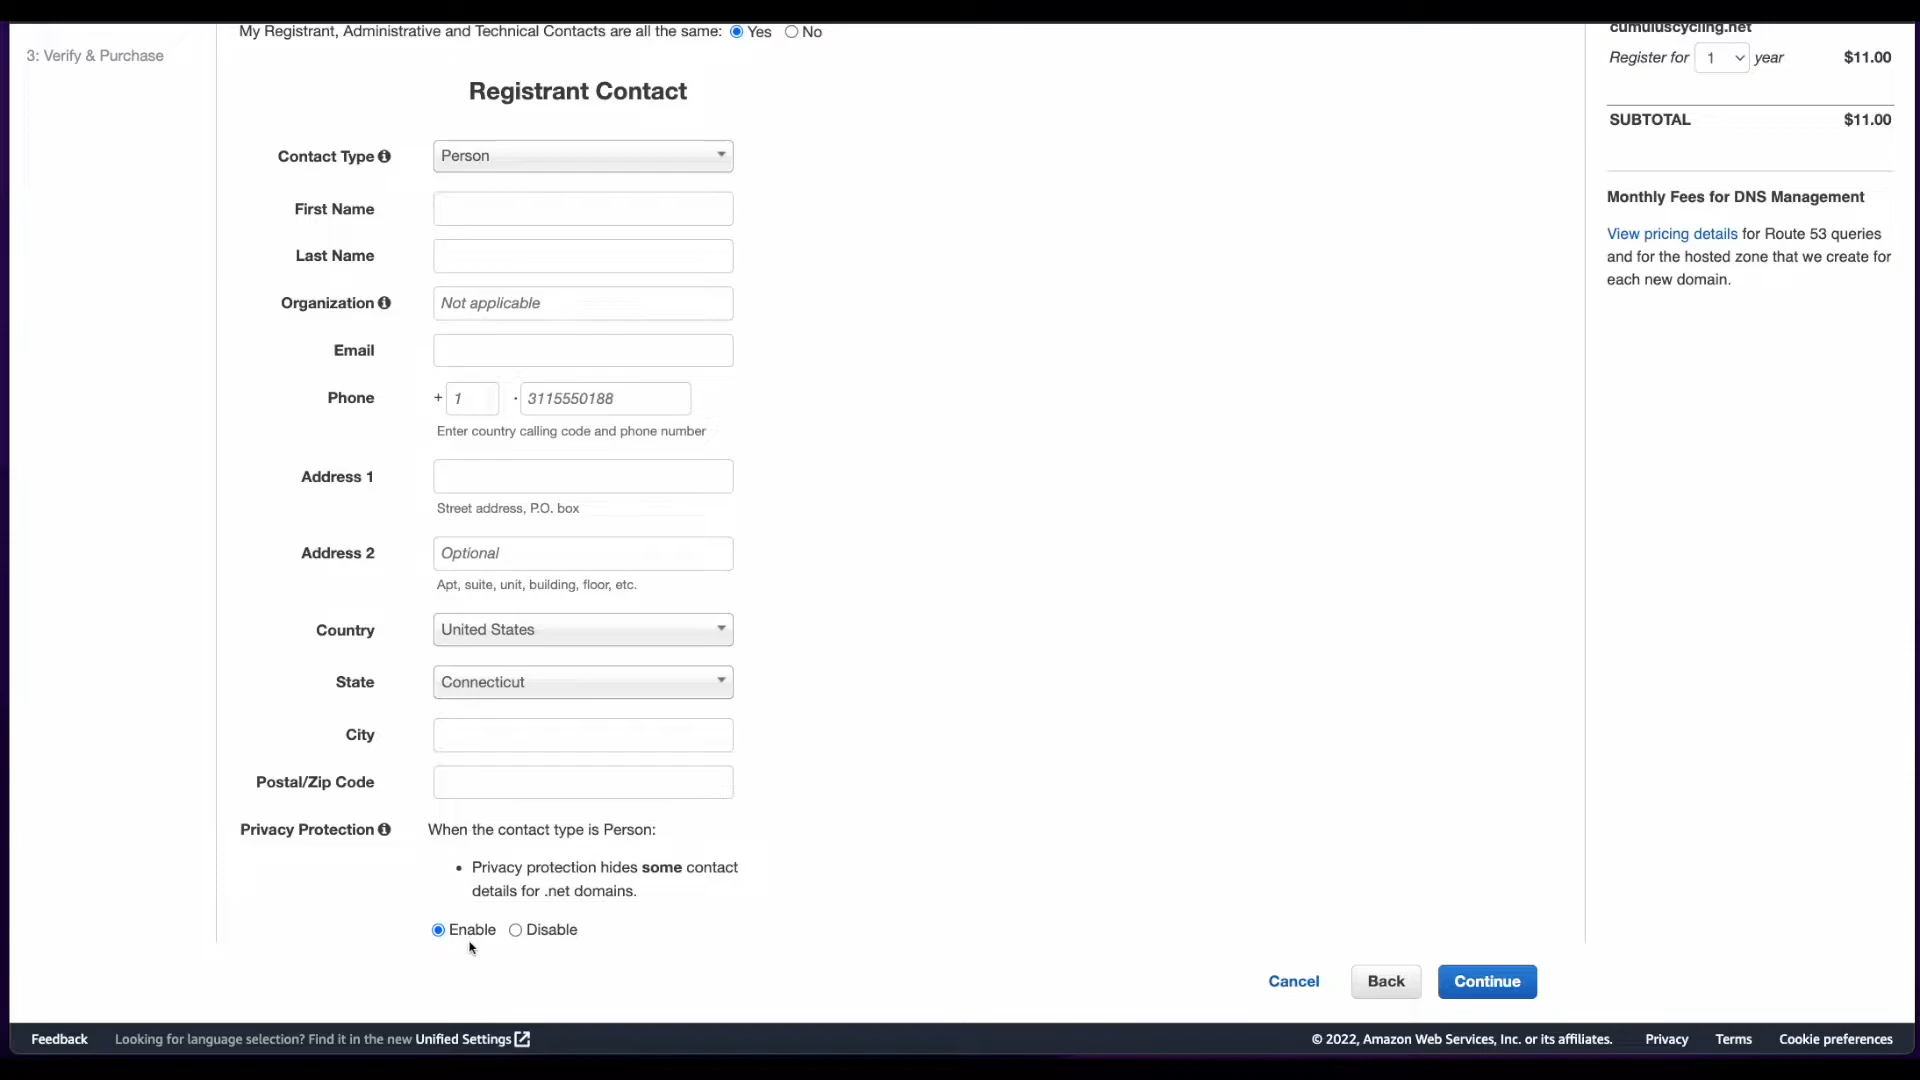 My Registrant, Administrative and Technical Contacts are all the same: Yes No
3: Verify & Purchase
Registrant Contact
Contact Type
Person
First Name
Last Name
Organization
Not applicable
Email
Phone
+ 1 · 3115550188
Enter country calling code and phone number
Address 1
Street address, P.O. box
Address 2
Optional
Apt, suite, unit, building, floor, etc.
Country
United States
State
Connecticut
City
Postal/Zip Code
Privacy Protection
When the contact type is Person:
• Privacy protection hides some contact
details for .net domains.
Enable Disable
Cancel
Back
Continue
cumuluscycling.net
Register for 1 year $11.00
SUBTOTAL $11.00
Monthly Fees for DNS Management
View pricing details for Route 53 queries
and for the hosted zone that we create for
each new domain.
Feedback
Looking for language selection? Find it in the new Unified Settings
© 2022, Amazon Web Services, Inc. or its affiliates.
Privacy
Terms
Cookie preferences